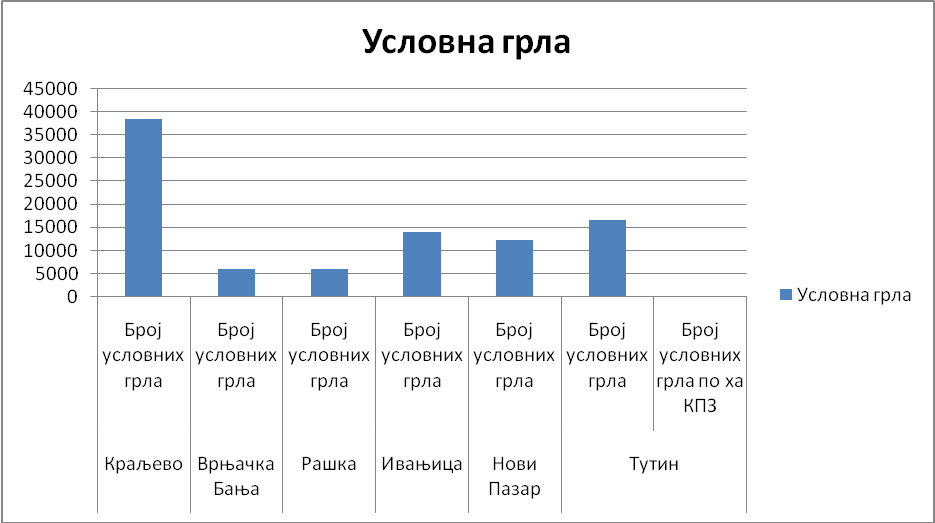 Условна грла
45000
40000
35000
30000
25000
20000
15000
10000
5000
0
Број
условних
грла
Број
условних
грла
Број
условних
грла
Број
условних
грла
Број
условних
грла
Број
условних
грла
Број
условних
грла по ха
КПЗ
Краљево
Врњачка
Бања
Рашка
Ивањица
Нови
Пазар
Тутин
Условна грла